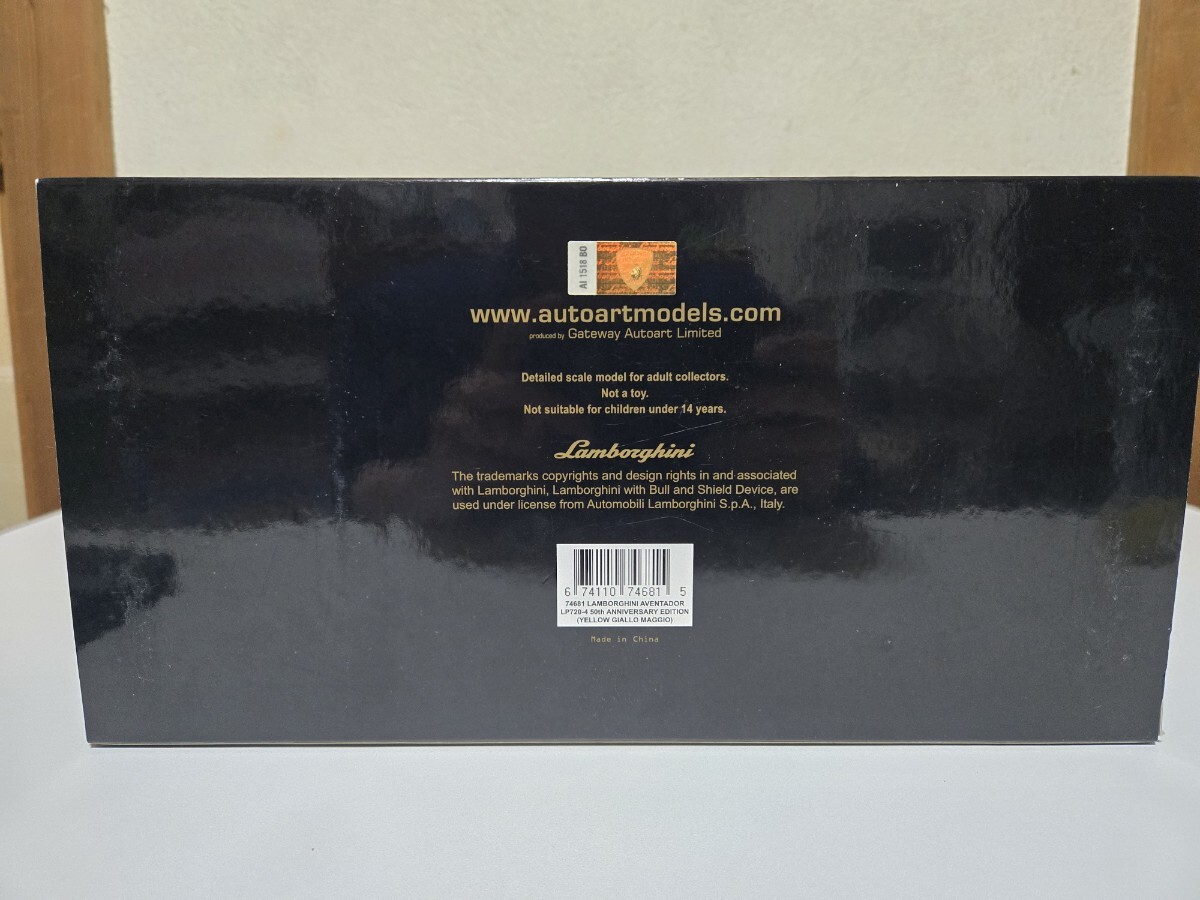 AI 1518 B0
www.autoartmodels.com
produced by Gateway Autoart Limited
Detailed scale model for adult collectors.
Not a toy.
Not suitable for children under 14 years.
Lamborghini
The trademarks copyrights and design rights in and associated
with Lamborghini, Lamborghini with Bull and Shield Device, are
used under license from Automobili Lamborghini S.p.A., Italy.
6 74110 74681 5
74681 LAMBORGHINI AVENTADOR
LP720-4 50th ANNIVERSARY EDITION
(YELLOW GIALLO MAGGIO)
Made in China